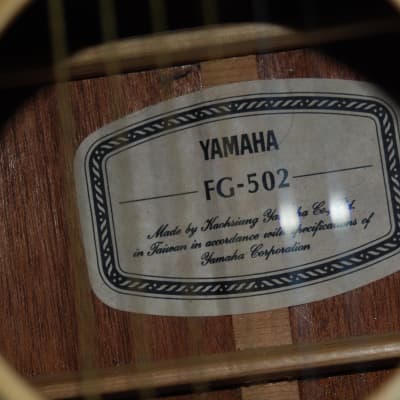 YAMAHA
FG-502
Made by Kaohsiung Yamaha Co., Ltd.
in Taiwan in accordance with specifications of
Yamaha Corporation